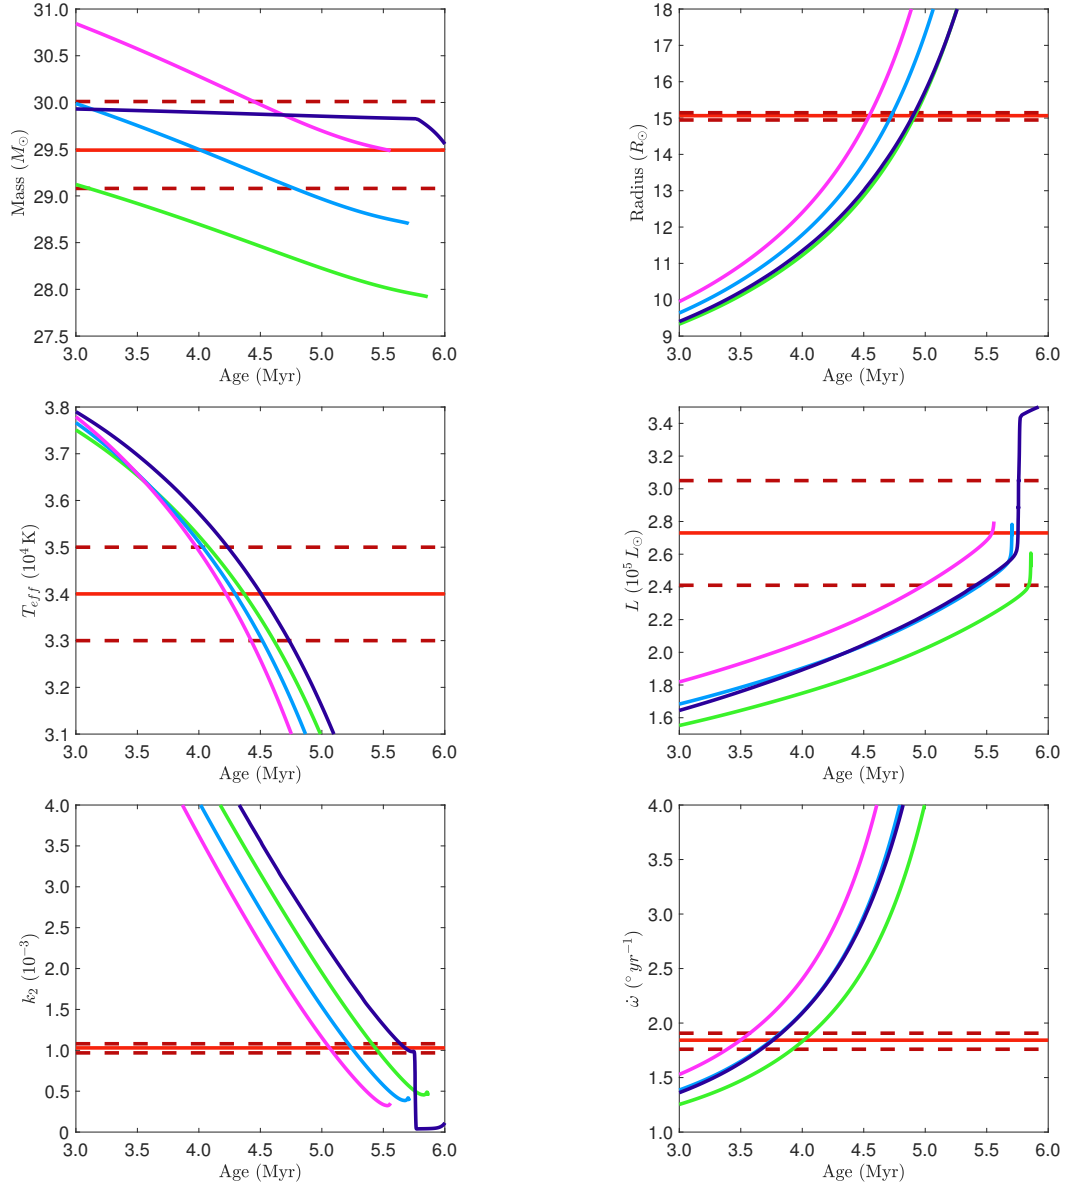 31.0
30.5
30.0
29.5
29.0
28.5
28.0
27.5
Mass (M⊙)
3.0 3.5 4.0 4.5 5.0 5.5 6.0
Age (Myr)
18
17
16
15
14
13
12
11
10
9
Radius (R⊙)
3.0 3.5 4.0 4.5 5.0 5.5 6.0
Age (Myr)
3.8
3.7
3.6
3.5
3.4
3.3
3.2
3.1
T_eff (10⁴ K)
3.0 3.5 4.0 4.5 5.0 5.5 6.0
Age (Myr)
3.4
3.2
3.0
2.8
2.6
2.4
2.2
2.0
1.8
1.6
L (10⁵ L⊙)
3.0 3.5 4.0 4.5 5.0 5.5 6.0
Age (Myr)
4.0
3.5
3.0
2.5
2.0
1.5
1.0
0.5
0
k₂ (10⁻³)
3.0 3.5 4.0 4.5 5.0 5.5 6.0
Age (Myr)
4.0
3.5
3.0
2.5
2.0
1.5
1.0
ω̇ (° yr⁻¹)
3.0 3.5 4.0 4.5 5.0 5.5 6.0
Age (Myr)